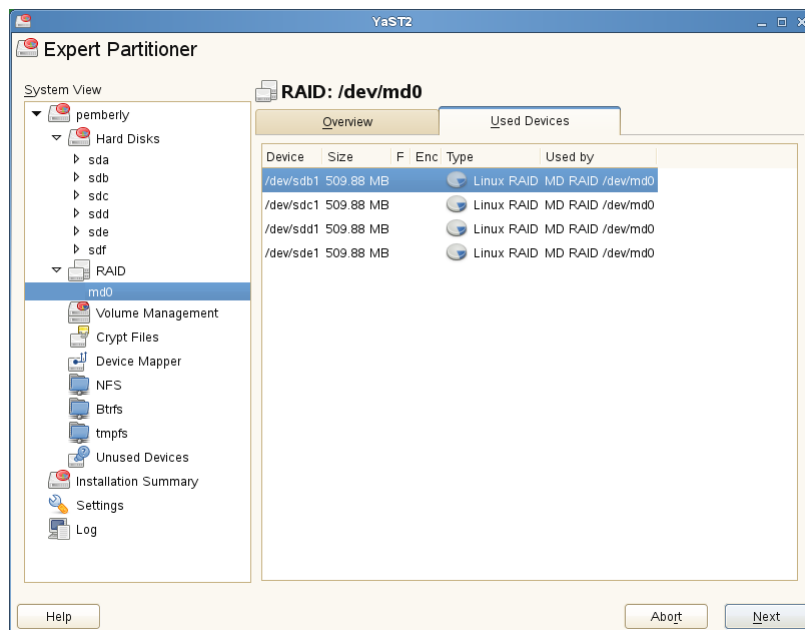 YaST2
Expert Partitioner
System View
pemberly
Hard Disks
sda
sdb
sdc
sdd
sde
sdf
RAID
md0
Volume Management
Crypt Files
Device Mapper
NFS
Btrfs
tmpfs
Unused Devices
Installation Summary
Settings
Log
RAID: /dev/md0
Overview Used Devices
Device Size F Enc Type Used by
/dev/sdb1 509.88 MB Linux RAID MD RAID /dev/md0
/dev/sdc1 509.88 MB Linux RAID MD RAID /dev/md0
/dev/sdd1 509.88 MB Linux RAID MD RAID /dev/md0
/dev/sde1 509.88 MB Linux RAID MD RAID /dev/md0
Help Abort Next